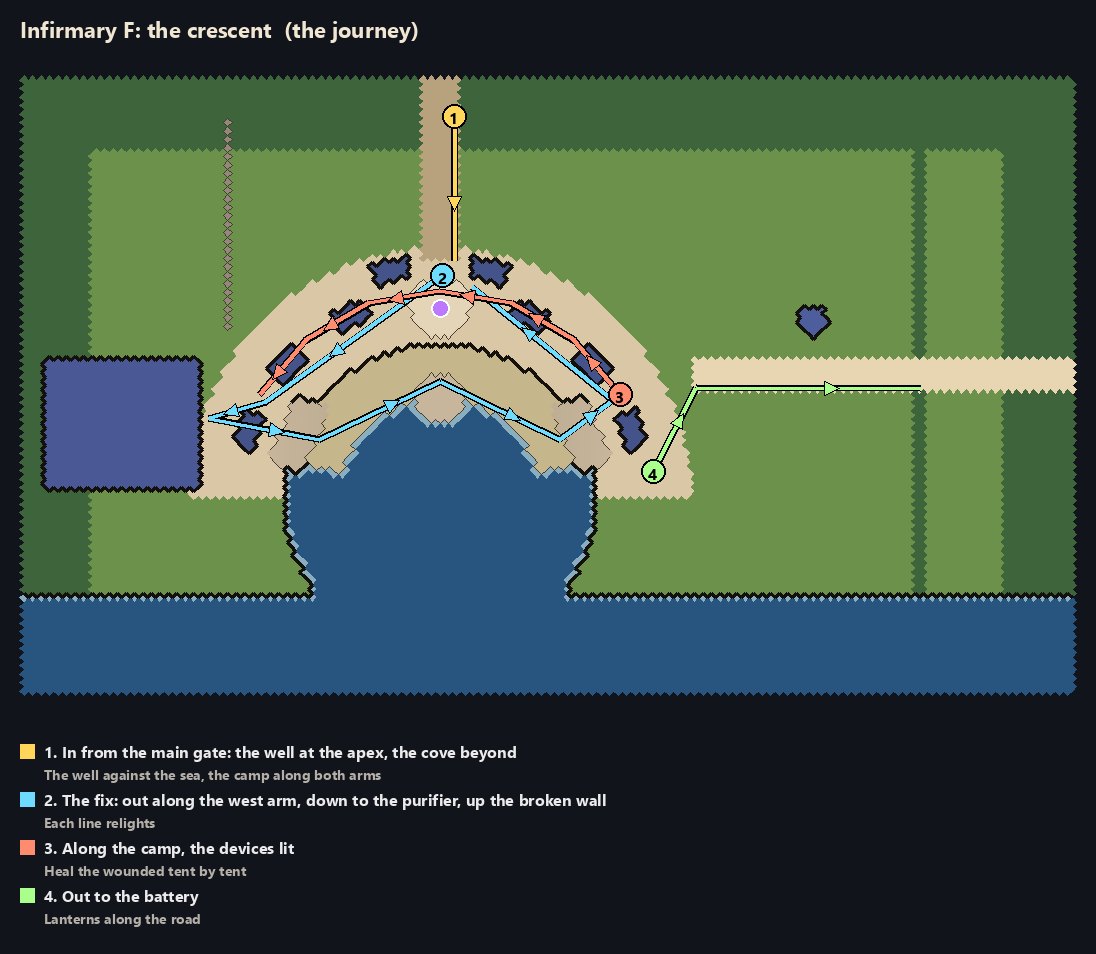 Infirmary F: the crescent (the journey)
1
2
3
4
1. In from the main gate: the well at the apex, the cove beyond
The well against the sea, the camp along both arms
2. The fix: out along the west arm, down to the purifier, up the broken wall
Each line relights
3. Along the camp, the devices lit
Heal the wounded tent by tent
4. Out to the battery
Lanterns along the road